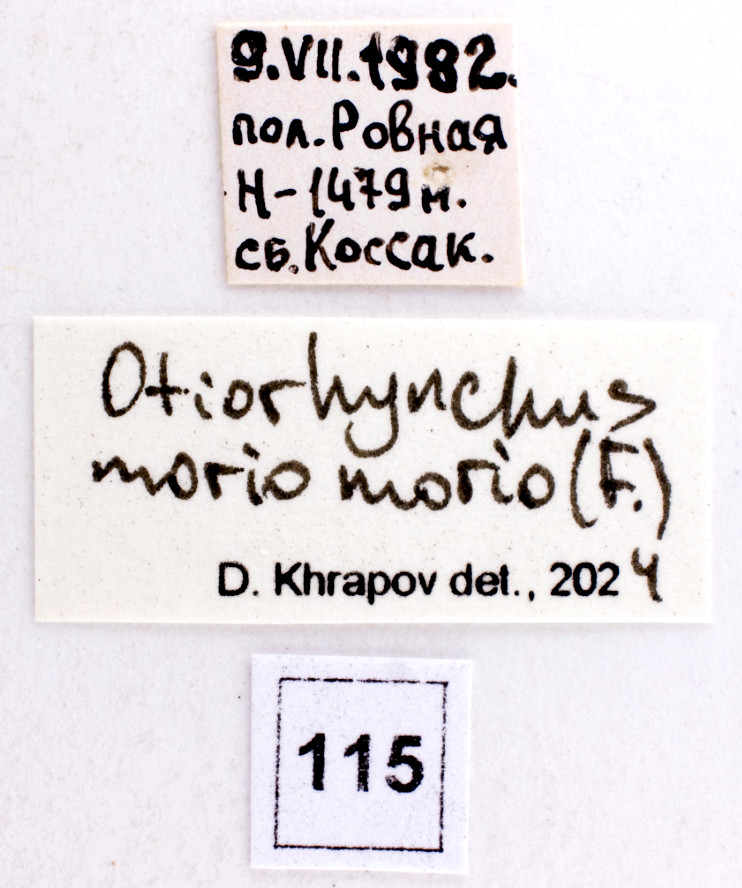 9.VII.1982.
пол.Ровная
Н-1479м.
сб.Коссак.
Otiorhynchus
morio morio (F.)
D. Khrapov det., 2024
115